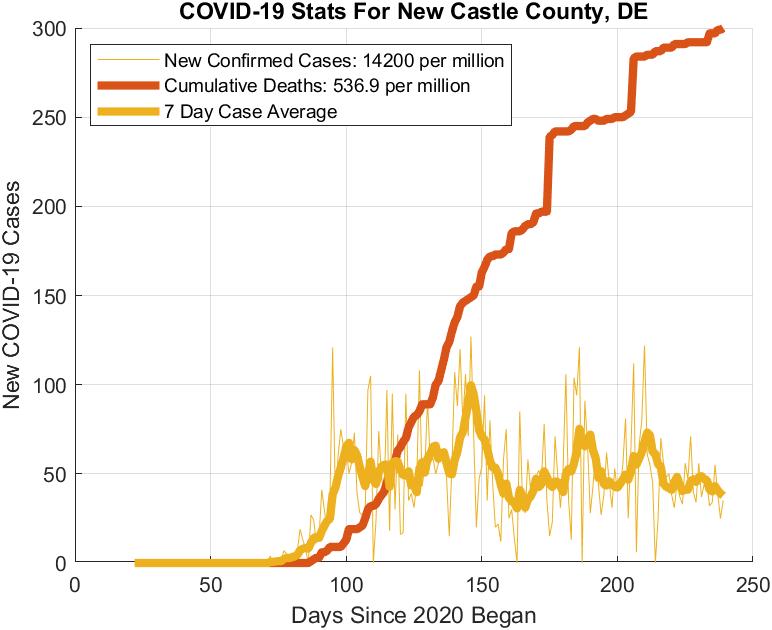 COVID-19 Stats For New Castle County, DE
300
250
200
150
100
50
0
New COVID-19 Cases
New Confirmed Cases: 14200 per million
Cumulative Deaths: 536.9 per million
7 Day Case Average
0 50 100 150 200 250
Days Since 2020 Began